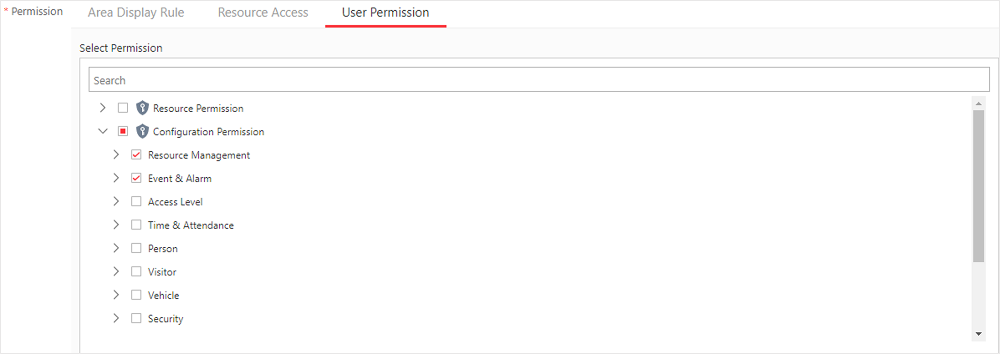 * Permission Area Display Rule Resource Access User Permission
Select Permission
Search
Resource Permission
Configuration Permission
Resource Management
Event & Alarm
Access Level
Time & Attendance
Person
Visitor
Vehicle
Security